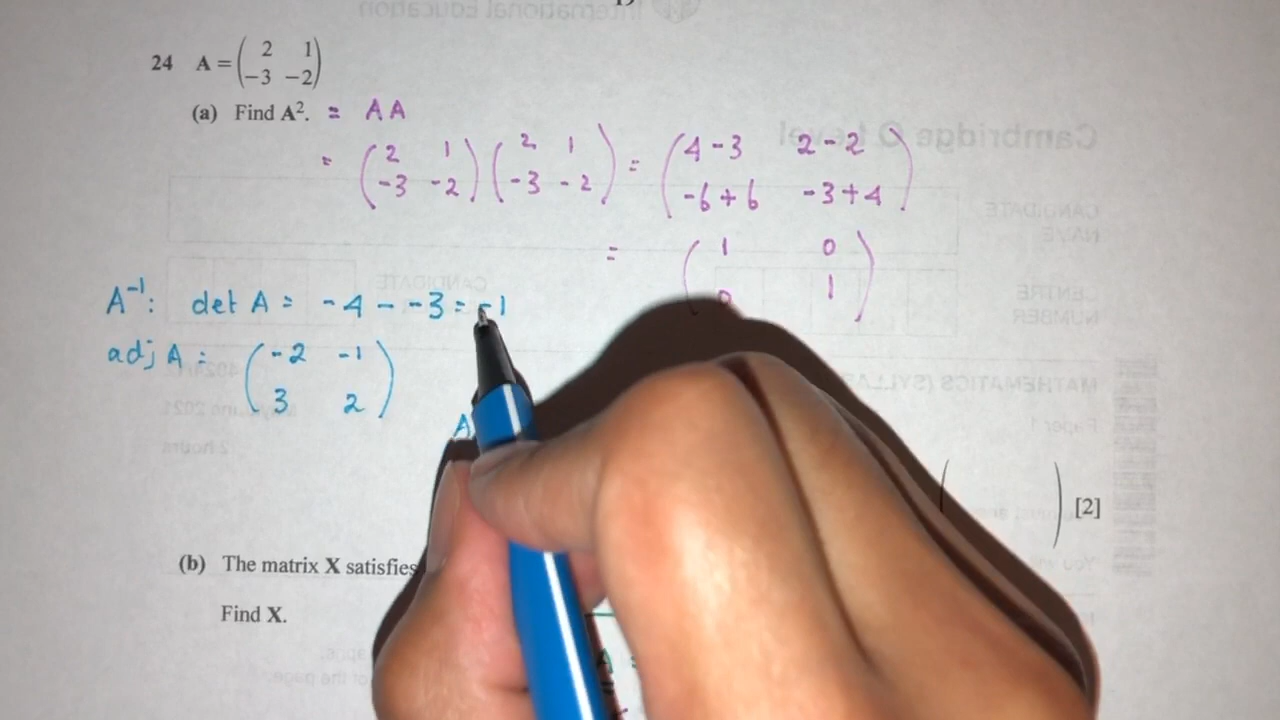 24 A = ( 2 1
-3 -2 )
(a) Find A². = AA
= ( 2 1 ) ( 2 1 ) = ( 4-3 2-2 )
( -3 -2 ) ( -3 -2 ) ( -6+6 -3+4 )
= ( 1 0
0 1 )
A⁻¹: det A = -4 - -3 = -1
adj A = ( -2 -1
3 2 )
A
( ) [2]
(b) The matrix X satisfies
Find X.
A =